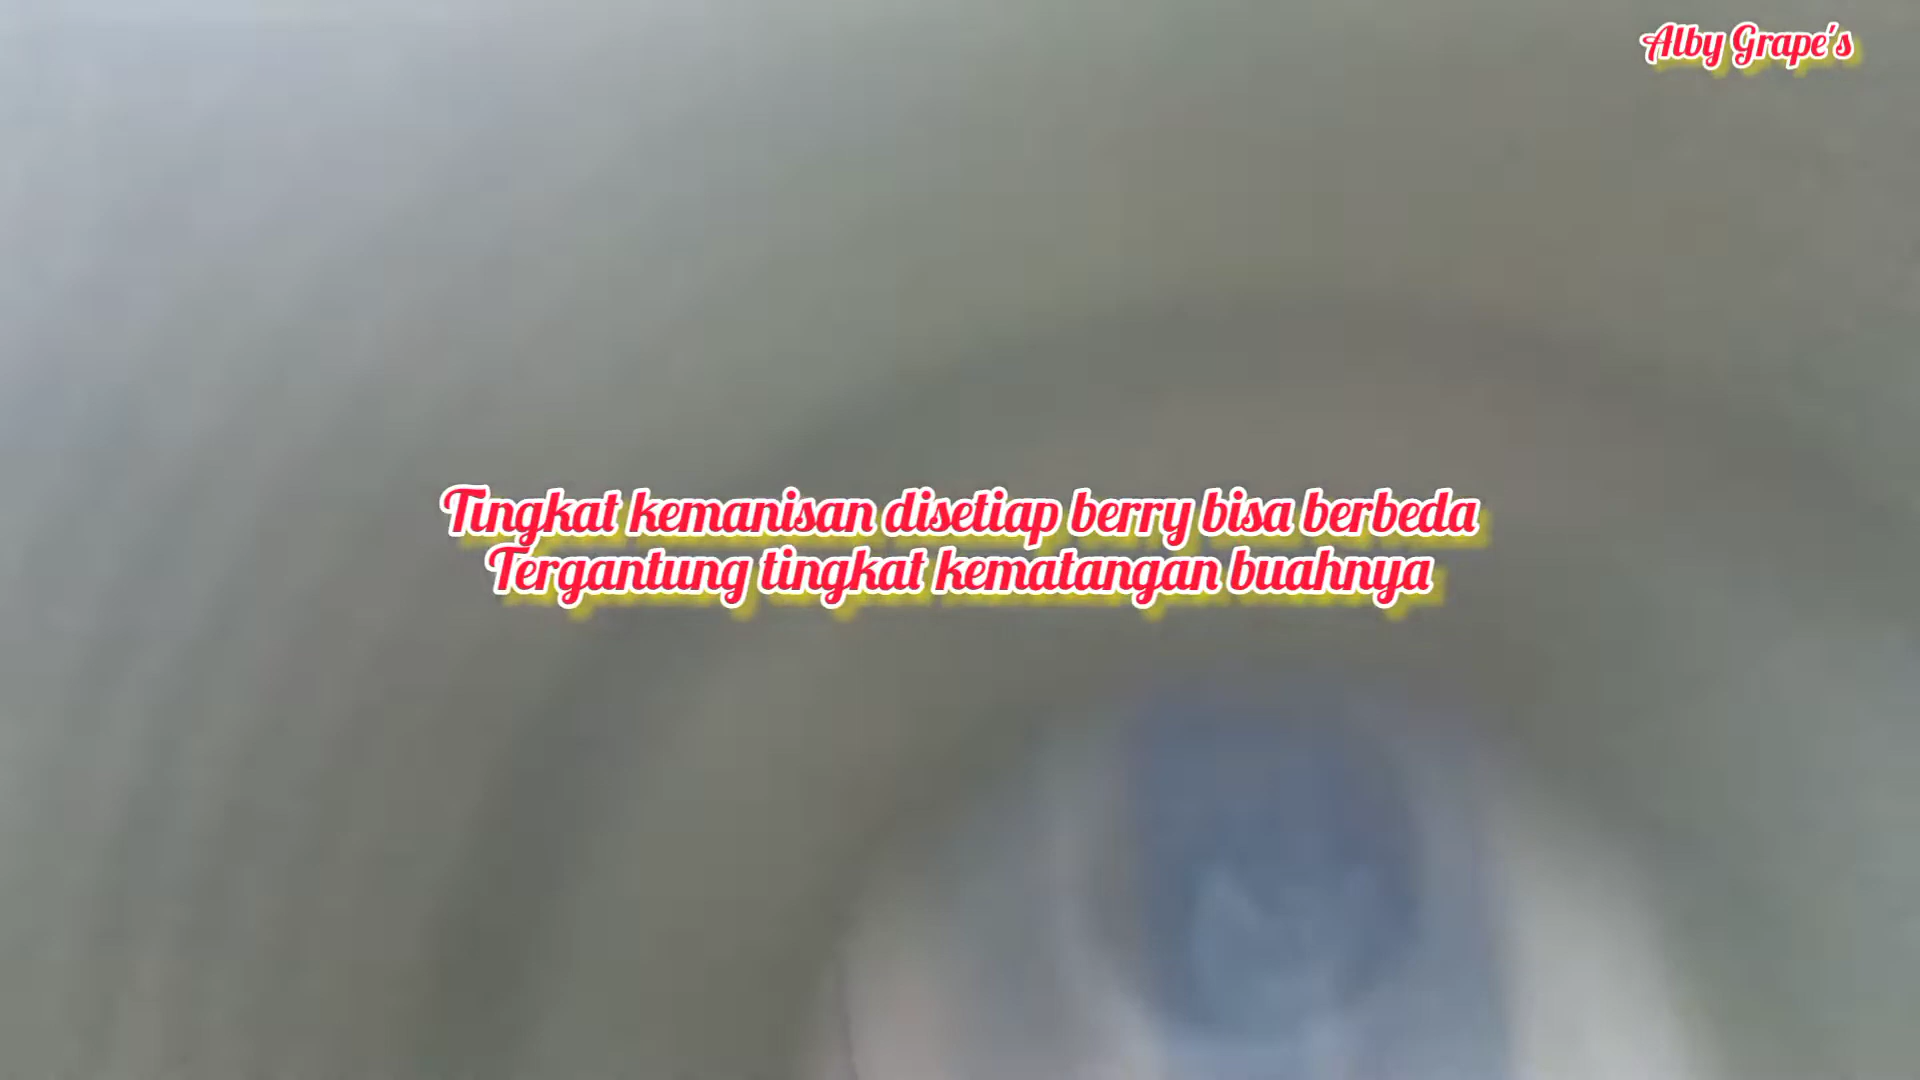 Alby Grape's
Tingkat kemanisan disetiap berry bisa berbeda
Tergantung tingkat kematangan buahnya